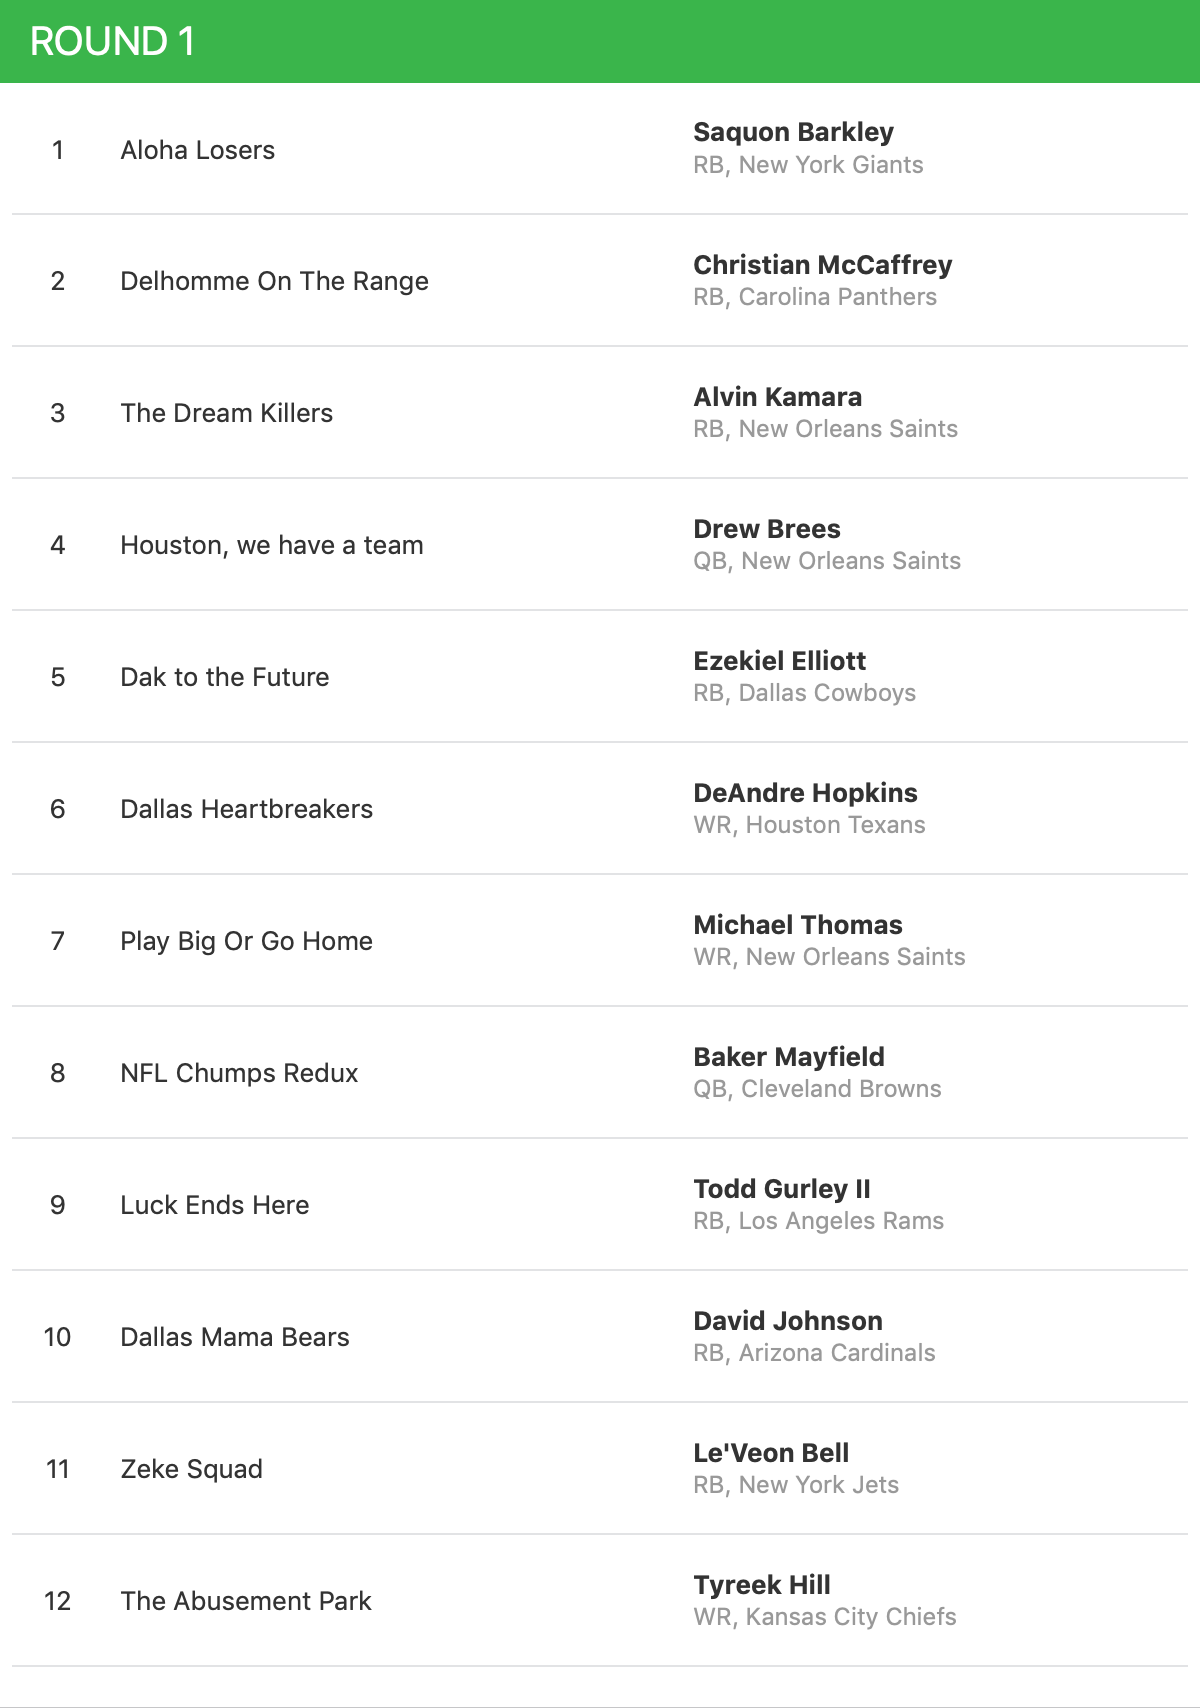 ROUND 1
1
Aloha Losers
Saquon Barkley
RB, New York Giants
2
Delhomme On The Range
Christian McCaffrey
RB, Carolina Panthers
3
The Dream Killers
Alvin Kamara
RB, New Orleans Saints
4
Houston, we have a team
Drew Brees
QB, New Orleans Saints
5
Dak to the Future
Ezekiel Elliott
RB, Dallas Cowboys
6
Dallas Heartbreakers
DeAndre Hopkins
WR, Houston Texans
7
Play Big Or Go Home
Michael Thomas
WR, New Orleans Saints
8
NFL Chumps Redux
Baker Mayfield
QB, Cleveland Browns
9
Luck Ends Here
Todd Gurley II
RB, Los Angeles Rams
10
Dallas Mama Bears
David Johnson
RB, Arizona Cardinals
11
Zeke Squad
Le'Veon Bell
RB, New York Jets
12
The Abusement Park
Tyreek Hill
WR, Kansas City Chiefs